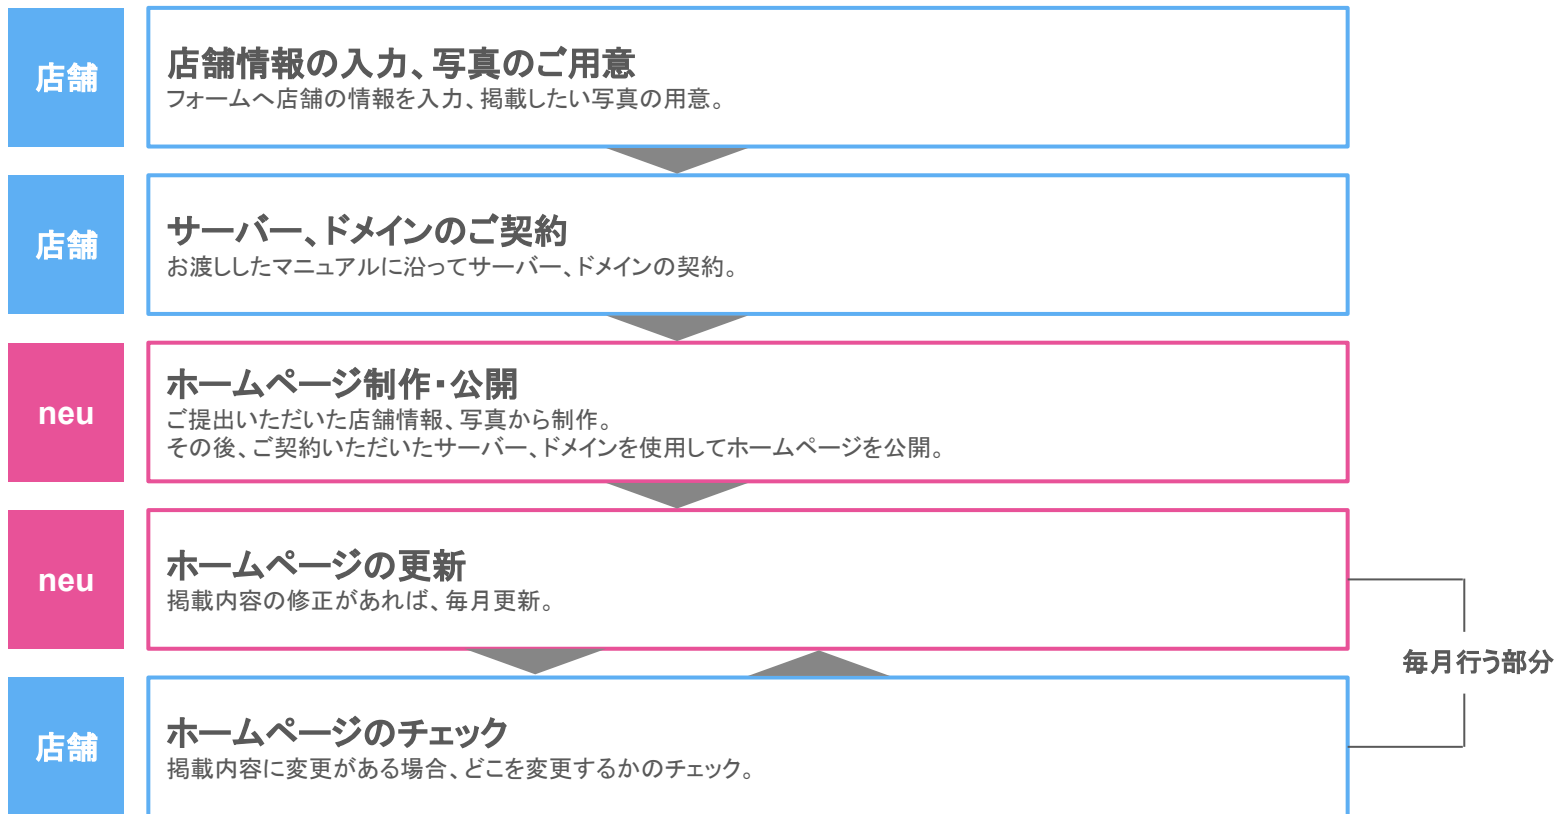 店舗
店舗情報の入力、写真のご用意
フォームへ店舗の情報を入力、掲載したい写真の用意。
店舗
サーバー、ドメインのご契約
お渡ししたマニュアルに沿ってサーバー、ドメインの契約。
neu
ホームページ制作・公開
ご提出いただいた店舗情報、写真から制作。
その後、ご契約いただいたサーバー、ドメインを使用してホームページを公開。
neu
ホームページの更新
掲載内容の修正があれば、毎月更新。
毎月行う部分
店舗
ホームページのチェック
掲載内容に変更がある場合、どこを変更するかのチェック。